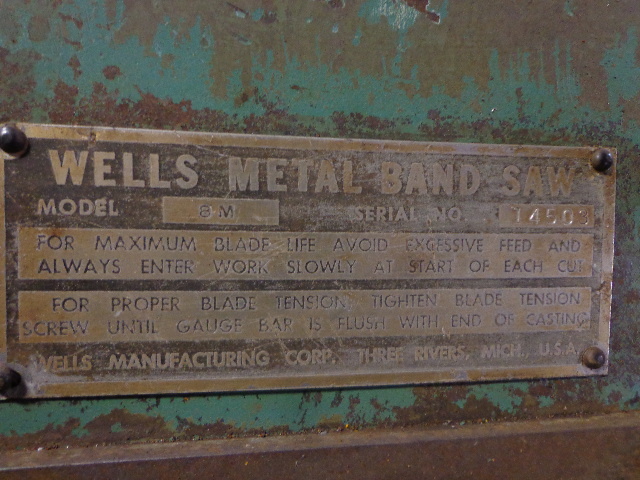 WELLS METAL BAND SAW
MODEL 8M SERIAL NO. 14503
FOR MAXIMUM BLADE LIFE AVOID EXCESSIVE FEED AND
ALWAYS ENTER WORK SLOWLY AT START OF EACH CUT
FOR PROPER BLADE TENSION, TIGHTEN BLADE TENSION
SCREW UNTIL GAUGE BAR IS FLUSH WITH END OF CASTING
WELLS MANUFACTURING CORP., THREE RIVERS, MICH., U.S.A.